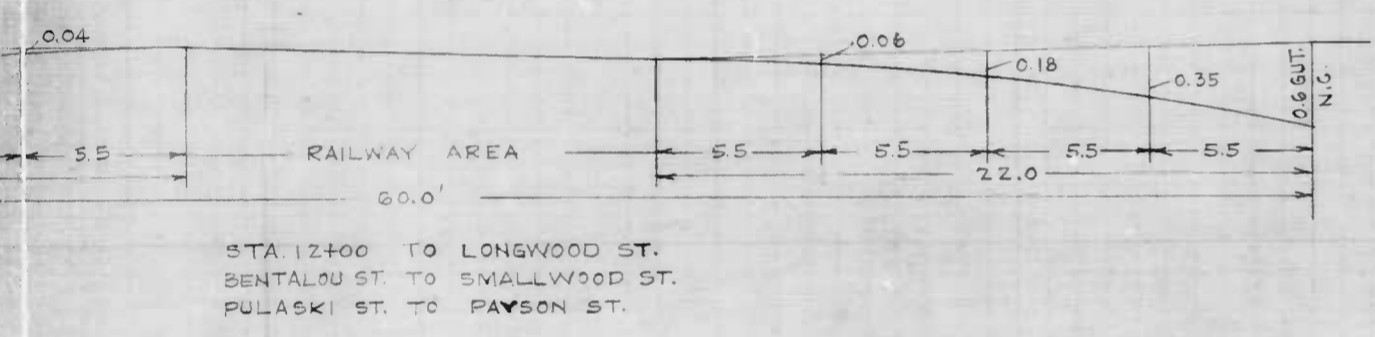 0.04
0.06
0.18
0.35
0.6 GUT.
N.C.
5.5
RAILWAY AREA
5.5
5.5
5.5
5.5
22.0
60.0'
STA. 12+00 TO LONGWOOD ST.
BENTALOU ST. TO SMALLWOOD ST.
PULASKI ST. TO PAYSON ST.